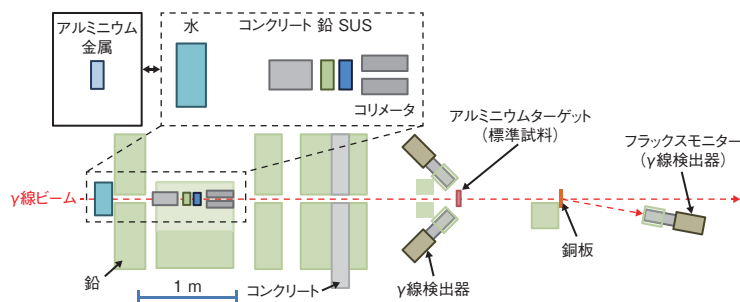 アルミニウム
金属
水
コンクリート 鉛 SUS
コリメータ
アルミニウムターゲット
（標準試料）
フラックスモニター
（γ線検出器）
γ線ビーム
鉛
1 m
コンクリート
γ線検出器
銅板